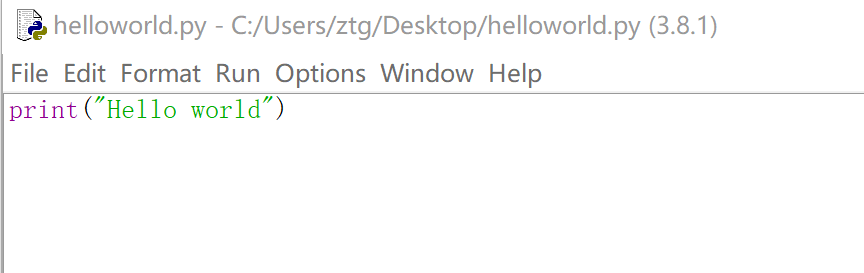 helloworld.py - C:/Users/ztg/Desktop/helloworld.py (3.8.1)
File Edit Format Run Options Window Help
print("Hello world")